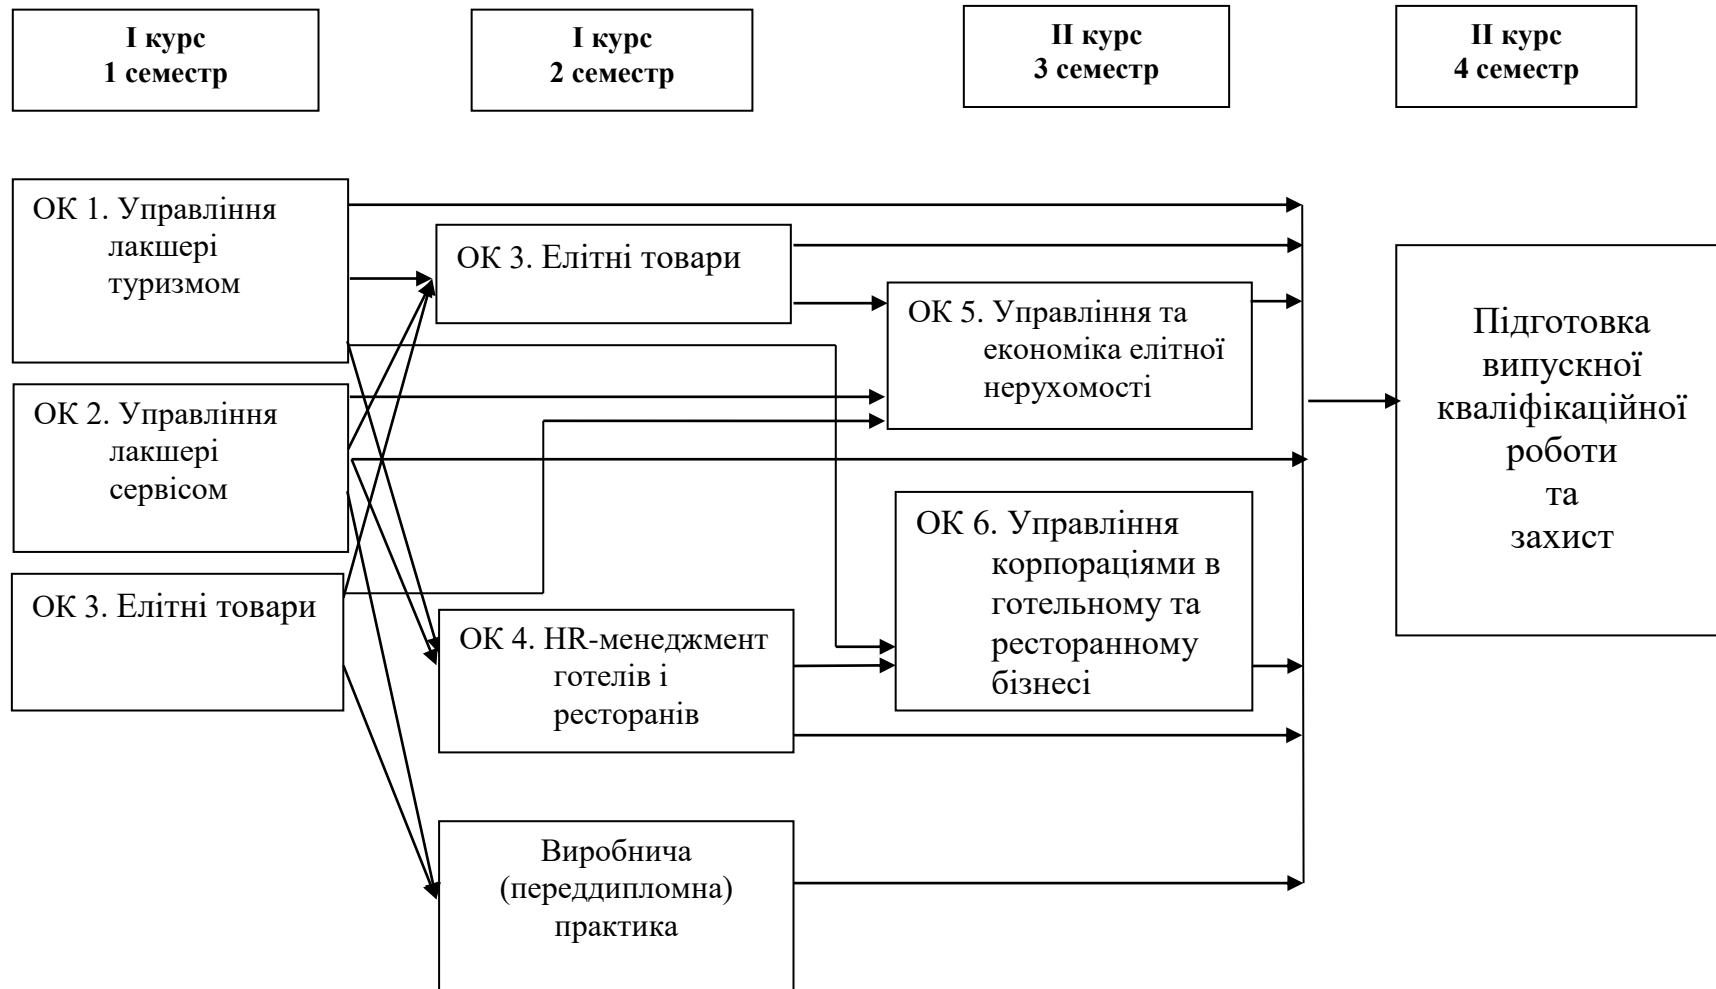 І курс
1 семестр
І курс
2 семестр
ІІ курс
3 семестр
ІІ курс
4 семестр
ОК 1. Управління
лакшері
туризмом
ОК 2. Управління
лакшері
сервісом
ОК 3. Елітні товари
ОК 3. Елітні товари
ОК 4. HR-менеджмент
готелів і
ресторанів
Виробнича
(переддипломна)
практика
ОК 5. Управління та
економіка елітної
нерухомості
ОК 6. Управління
корпораціями в
готельному та
ресторанному
бізнесі
Підготовка
випускної
кваліфікаційної
роботи
та
захист